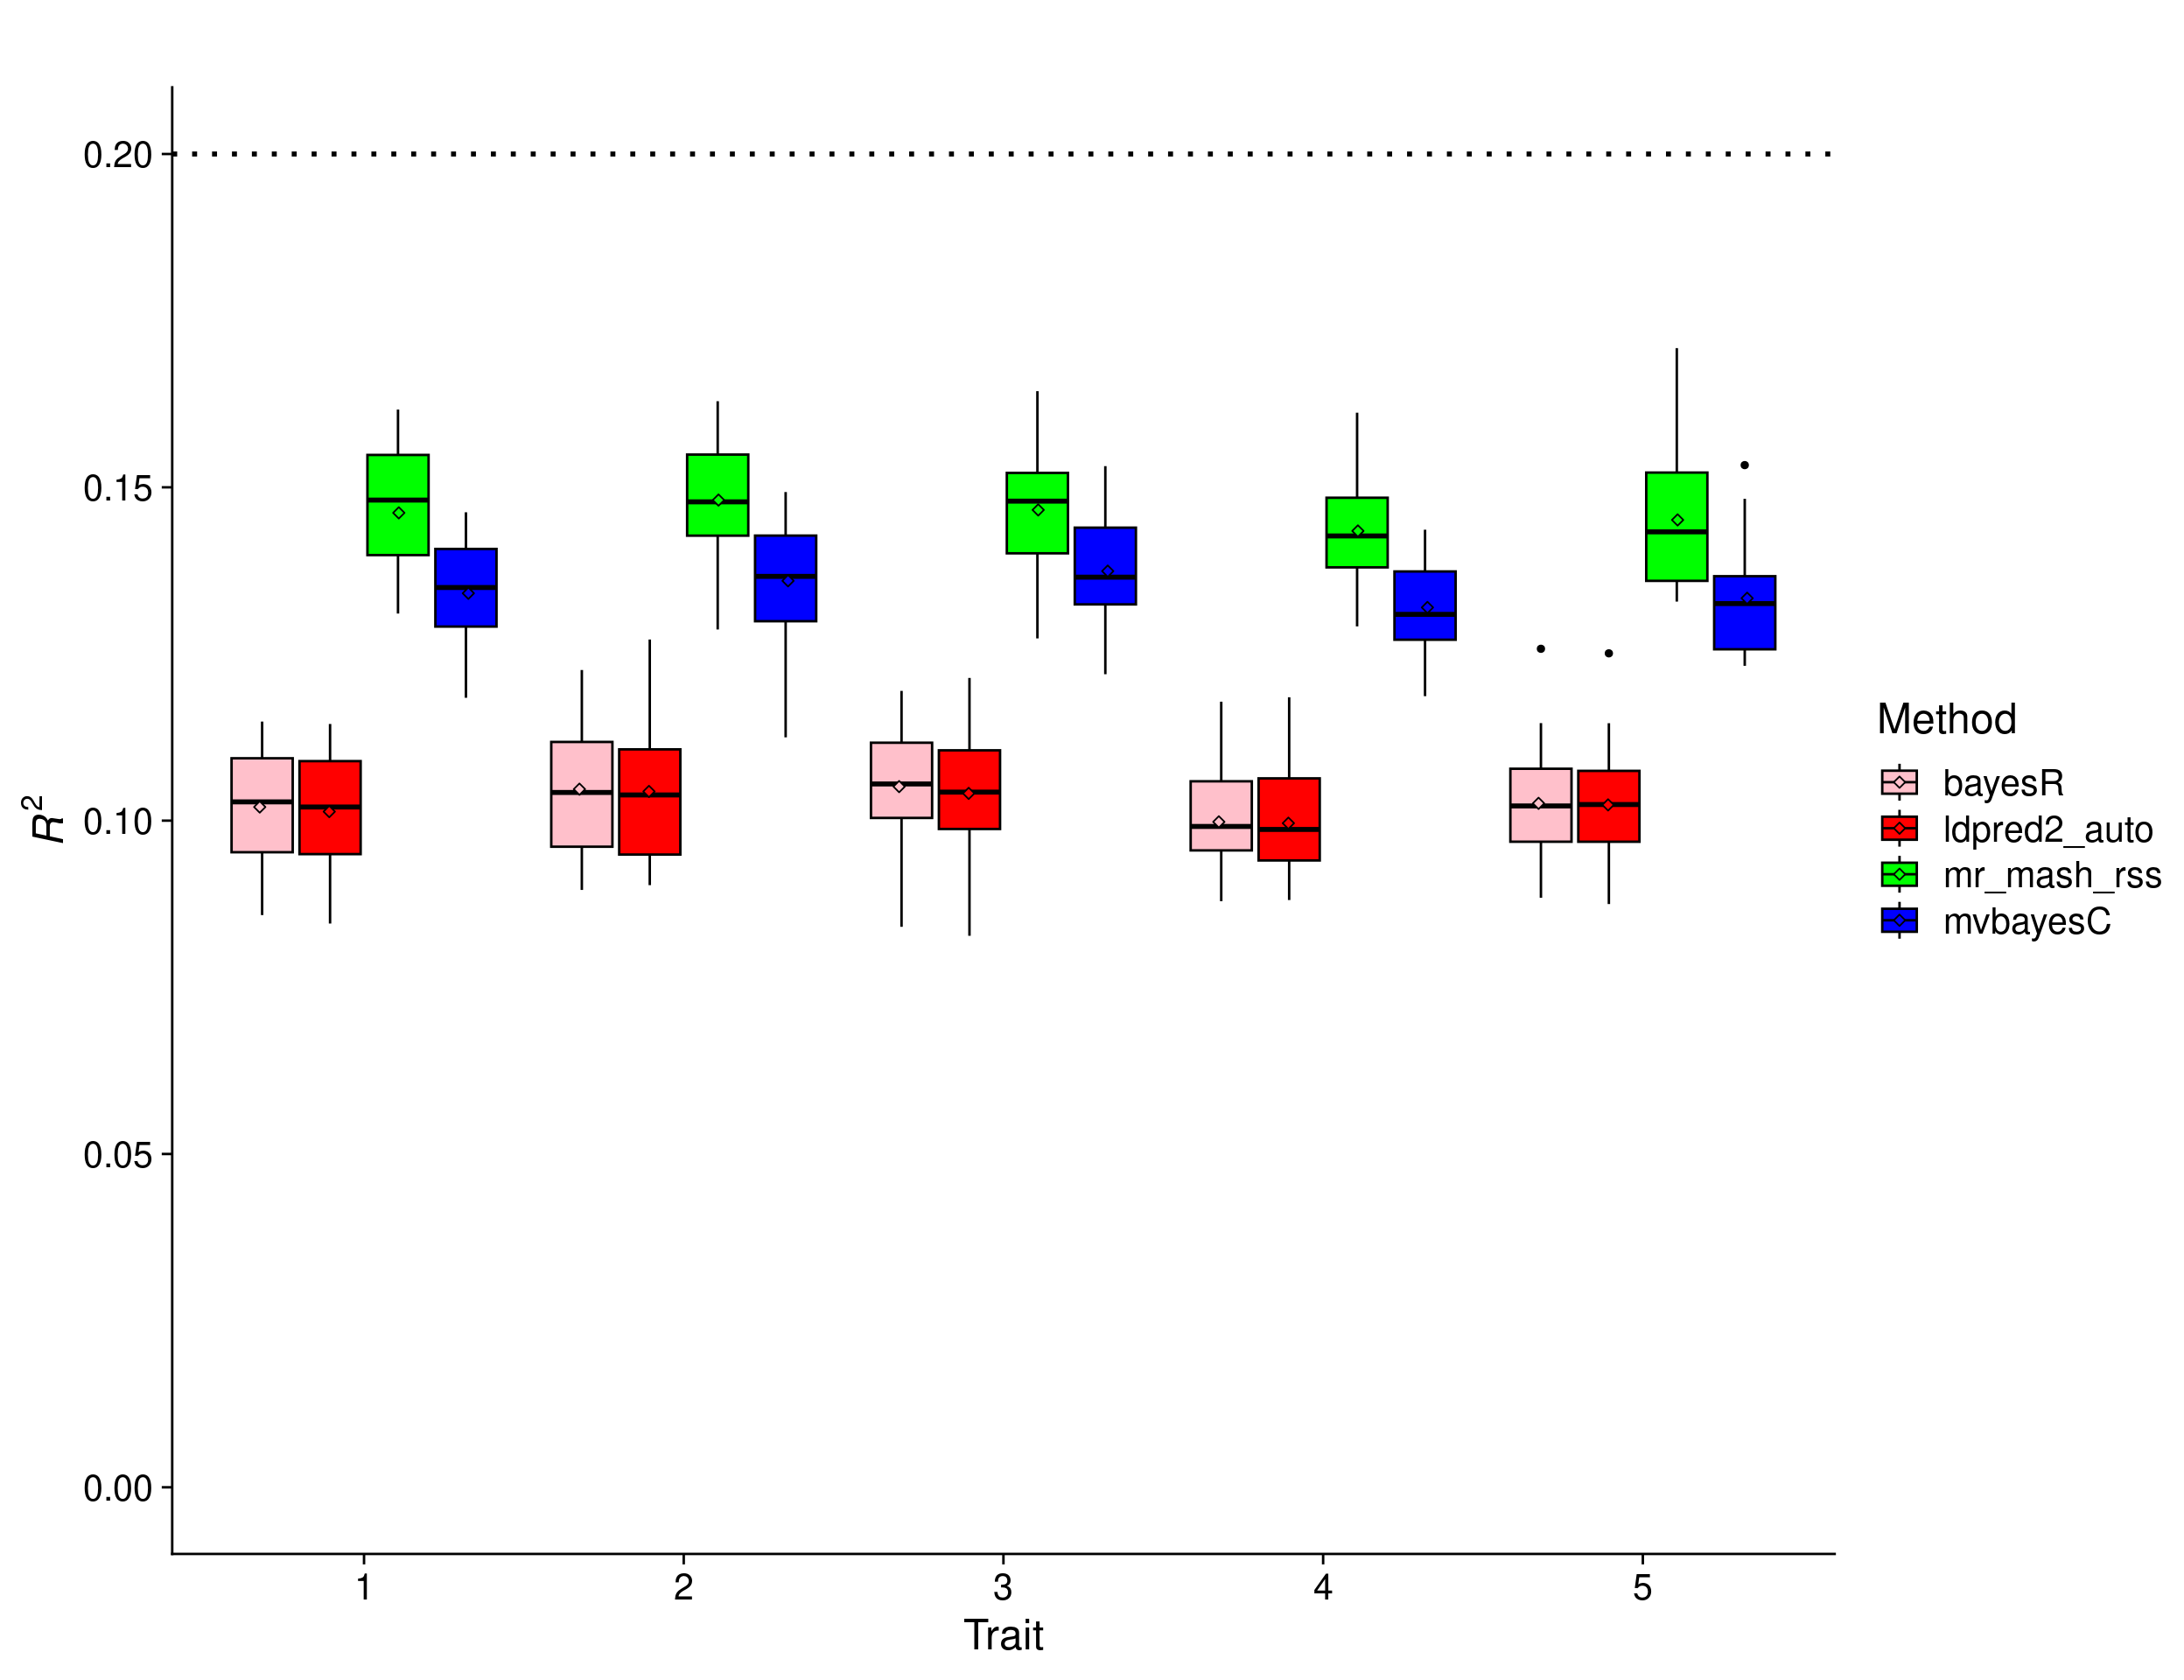 0.20
0.15
0.10
0.05
0.00
R²
1 2 3 4 5
Trait
Method
bayesR
ldpred2_auto
mr_mash_rss
mvbayesC